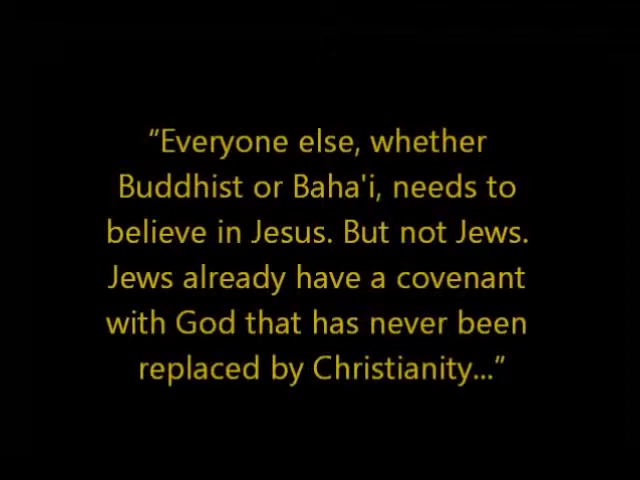 “Everyone else, whether
Buddhist or Baha'i, needs to
believe in Jesus. But not Jews.
Jews already have a covenant
with God that has never been
replaced by Christianity...”